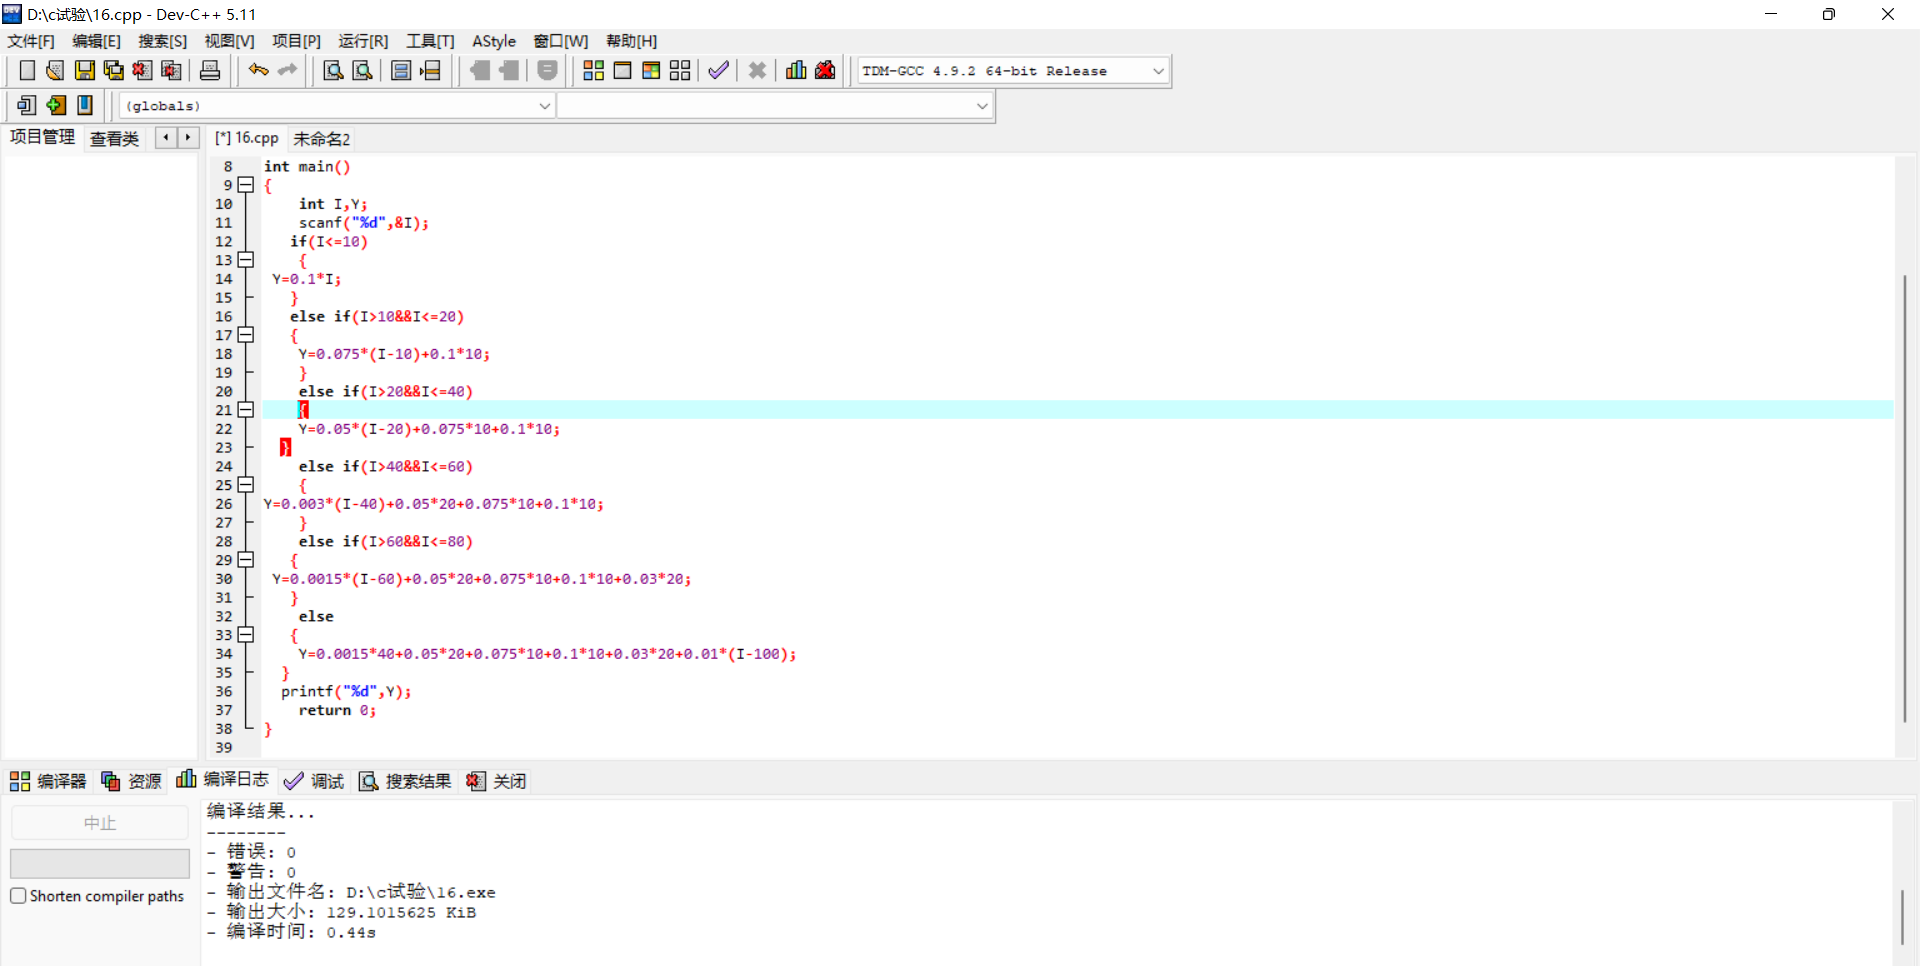 D:\c试验\16.cpp - Dev-C++ 5.11
文件[F] 编辑[E] 搜索[S] 视图[V] 项目[P] 运行[R] 工具[T] AStyle 窗口[W] 帮助[H]
TDM-GCC 4.9.2 64-bit Release
(globals)
项目管理 查看类 [*] 16.cpp 未命名2
8 int main()
9 {
10 int I,Y;
11 scanf("%d",&I);
12 if(I<=10)
13 {
14 Y=0.1*I;
15 }
16 else if(I>10&&I<=20)
17 {
18 Y=0.075*(I-10)+0.1*10;
19 }
20 else if(I>20&&I<=40)
21 {
22 Y=0.05*(I-20)+0.075*10+0.1*10;
23 }
24 else if(I>40&&I<=60)
25 {
26 Y=0.003*(I-40)+0.05*20+0.075*10+0.1*10;
27 }
28 else if(I>60&&I<=80)
29 {
30 Y=0.0015*(I-60)+0.05*20+0.075*10+0.1*10+0.03*20;
31 }
32 else
33 {
34 Y=0.0015*40+0.05*20+0.075*10+0.1*10+0.03*20+0.01*(I-100);
35 }
36 printf("%d",Y);
37 return 0;
38 }
39
编译器 资源 编译日志 调试 搜索结果 关闭
中止
Shorten compiler paths
编译结果...
--------
- 错误: 0
- 警告: 0
- 输出文件名: D:\c试验\16.exe
- 输出大小: 129.1015625 KiB
- 编译时间: 0.44s